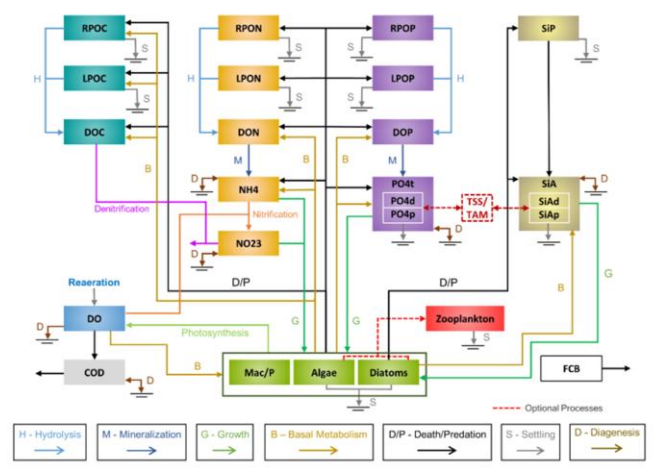 RPOC
RPON
RPOP
SiP
S
S
S
S
H
LPOC
H
LPON
LPOP
H
S
S
S
DOC
DON
DOP
M
B
B
M
B
D
NH4
PO4t
SiA
D
Denitrification
PO4d
TSS/
SiAd
Nitrification
PO4p
TAM
SiAp
D
NO23
D
Reaeration
D/P
D/P
B
G
DO
G
G
Zooplankton
D
Photosynthesis
S
COD
D
B
Mac/P
Algae
Diatoms
FCB
S
Optional Processes
H - Hydrolysis
M - Mineralization
G - Growth
B – Basal Metabolism
D/P - Death/Predation
S - Settling
D - Diagenesis